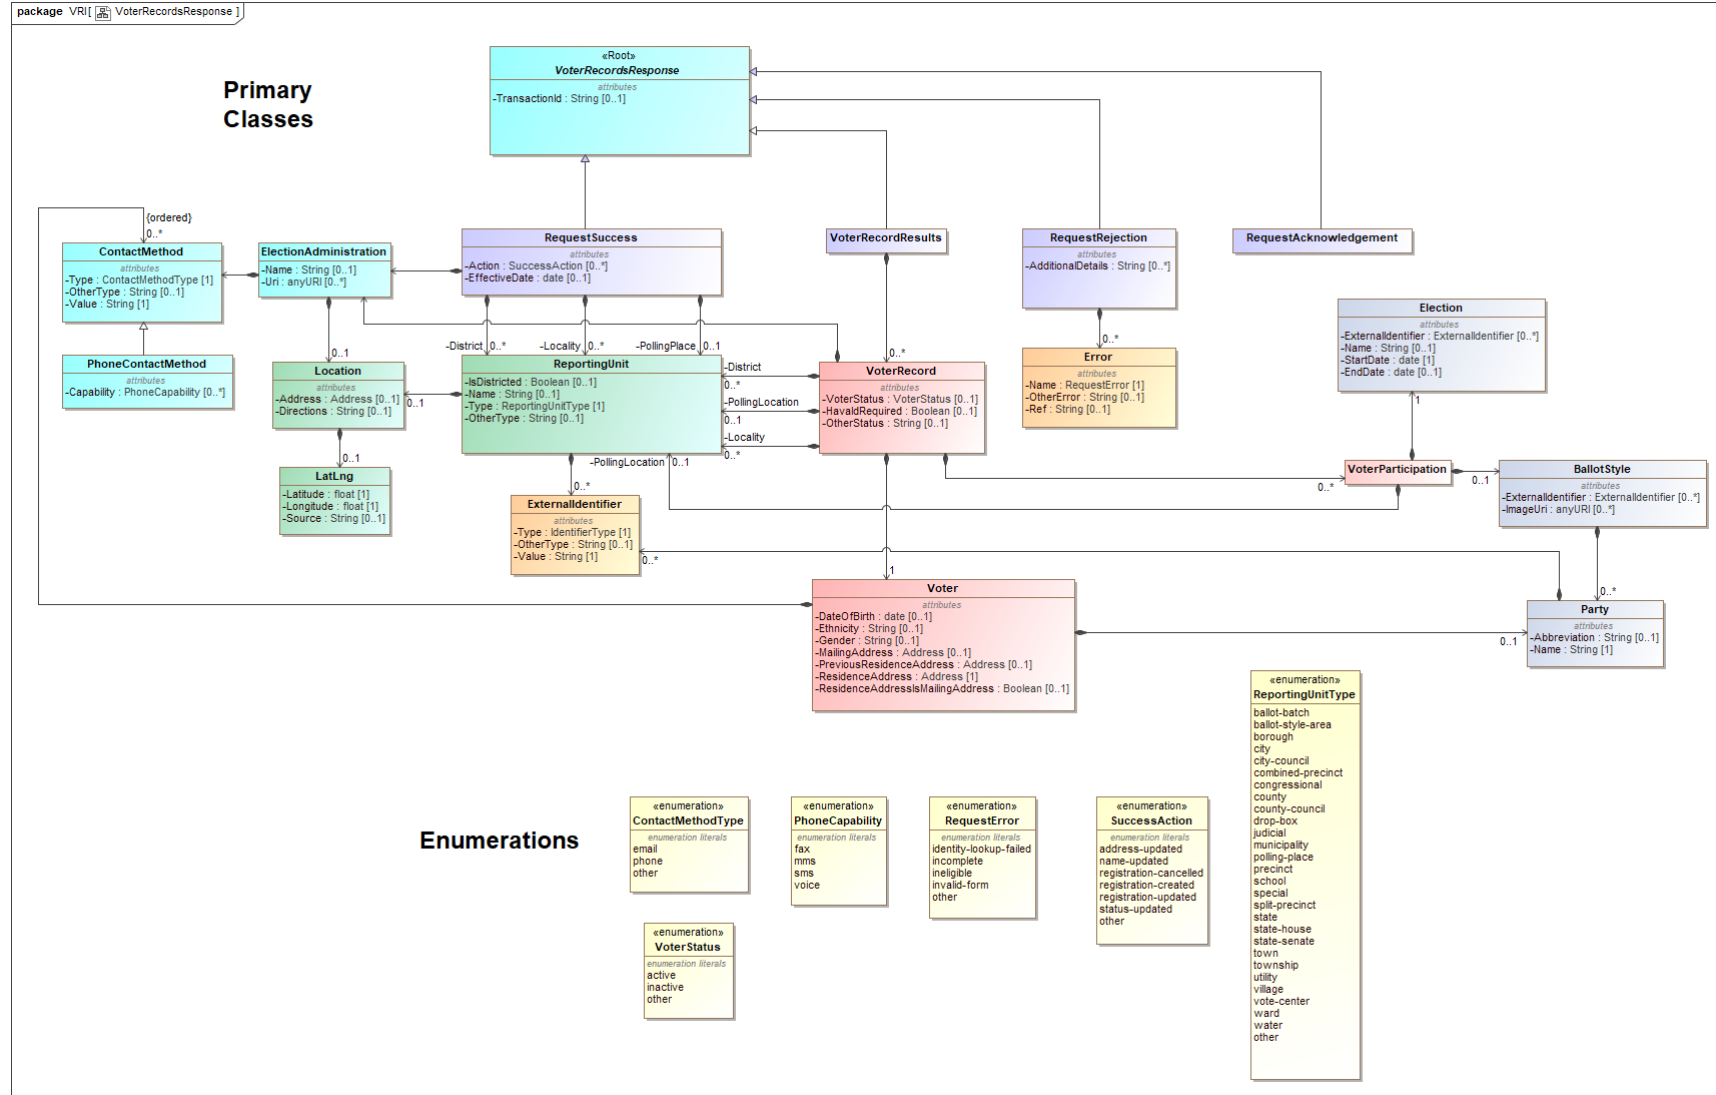 package VRI[ VoterRecordsResponse ]
Primary
Classes
«Root»
VoterRecordsResponse
attributes
-TransactionId : String [0..1]
{ordered}
0..*
ContactMethod
attributes
-Type : ContactMethodType [1]
-OtherType : String [0..1]
-Value : String [1]
ElectionAdministration
-Name : String [0..1]
-Uri : anyURI [0..*]
RequestSuccess
attributes
-Action : SuccessAction [0..*]
-EffectiveDate : date [0..1]
VoterRecordResults
RequestRejection
attributes
-AdditionalDetails : String [0..*]
RequestAcknowledgement
PhoneContactMethod
attributes
-Capability : PhoneCapability [0..*]
0..1
Location
attributes
-Address : Address [0..1]
-Directions : String [0..1]
0..1
0..1
LatLng
-Latitude : float [1]
-Longitude : float [1]
-Source : String [0..1]
-District 0..*
-Locality 0..*
-PollingPlace 0..1
ReportingUnit
-IsDistricted : Boolean [0..1]
-Name : String [0..1]
-Type : ReportingUnitType [1]
-OtherType : String [0..1]
-District
0..*
-PollingLocation
0..1
-Locality
0..*
0..*
VoterRecord
attributes
-VoterStatus : VoterStatus [0..1]
-HavaIdRequired : Boolean [0..1]
-OtherStatus : String [0..1]
0..*
Error
attributes
-Name : RequestError [1]
-OtherError : String [0..1]
-Ref : String [0..1]
Election
attributes
-ExternalIdentifier : ExternalIdentifier [0..*]
-Name : String [0..1]
-StartDate : date [1]
-EndDate : date [0..1]
1
-PollingLocation 0..1
0..*
VoterParticipation
0..*
0..1
BallotStyle
attributes
-ExternalIdentifier : ExternalIdentifier [0..*]
-ImageUri : anyURI [0..*]
ExternalIdentifier
attributes
-Type : IdentifierType [1]
-OtherType : String [0..1]
-Value : String [1]
0..*
1
Voter
attributes
-DateOfBirth : date [0..1]
-Ethnicity : String [0..1]
-Gender : String [0..1]
-MailingAddress : Address [0..1]
-PreviousResidenceAddress : Address [0..1]
-ResidenceAddress : Address [1]
-ResidenceAddressIsMailingAddress : Boolean [0..1]
0..*
0..1
Party
attributes
-Abbreviation : String [0..1]
-Name : String [1]
Enumerations
«enumeration»
ContactMethodType
enumeration literals
email
phone
other
«enumeration»
PhoneCapability
enumeration literals
fax
mms
sms
voice
«enumeration»
RequestError
enumeration literals
identity-lookup-failed
incomplete
ineligible
invalid-form
other
«enumeration»
SuccessAction
enumeration literals
address-updated
name-updated
registration-cancelled
registration-created
registration-updated
status-updated
other
«enumeration»
ReportingUnitType
ballot-batch
ballot-style-area
borough
city
city-council
combined-precinct
congressional
county
county-council
drop-box
judicial
municipality
polling-place
precinct
school
special
split-precinct
state
state-house
state-senate
town
township
utility
village
vote-center
ward
water
other
«enumeration»
VoterStatus
enumeration literals
active
inactive
other